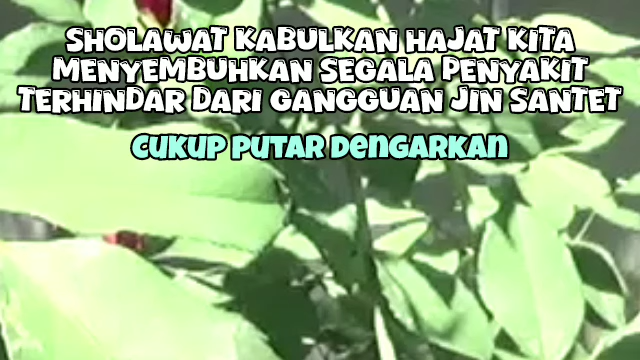 SHOLAWAT KABULKAN HAJAT KITA
MENYEMBUHKAN SEGALA PENYAKIT
TERHINDAR DARI GANGGUAN JIN SANTET
CUKUP PUTAR DENGARKAN